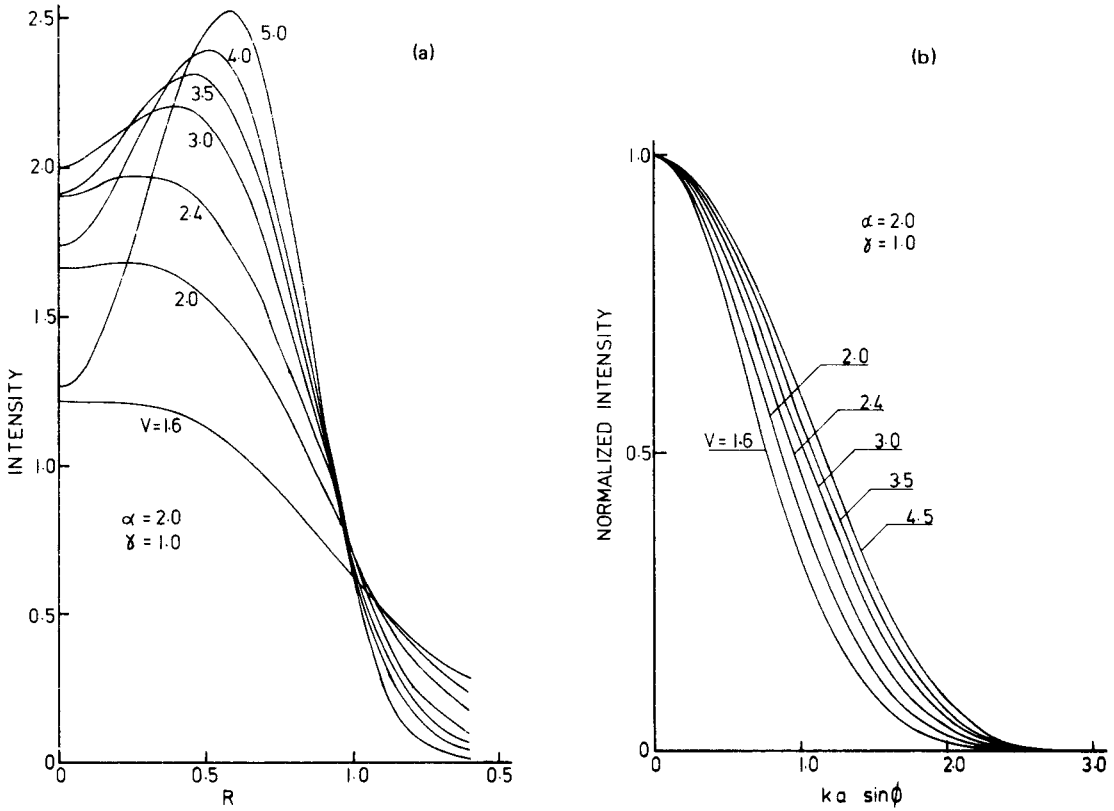 (a)
2.5
2.0
1.5
1.0
0.5
0
INTENSITY
5.0
4.0
3.5
3.0
2.4
2.0
V=1.6
α = 2.0
γ = 1.0
0
0.5
1.0
0.5
R
(b)
1.0
0.5
0
NORMALIZED INTENSITY
α = 2.0
γ = 1.0
2.0
2.4
V = 1.6
3.0
3.5
4.5
0
1.0
2.0
3.0
ka sinϕ